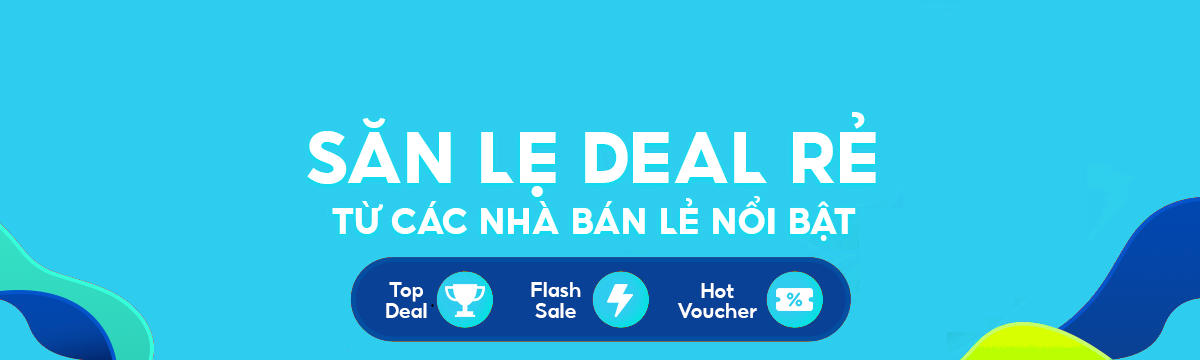 SĂN LẸ DEAL RẺ
TỪ CÁC NHÀ BÁN LẺ NỔI BẬT
Top Deal
Flash Sale
Hot Voucher
%